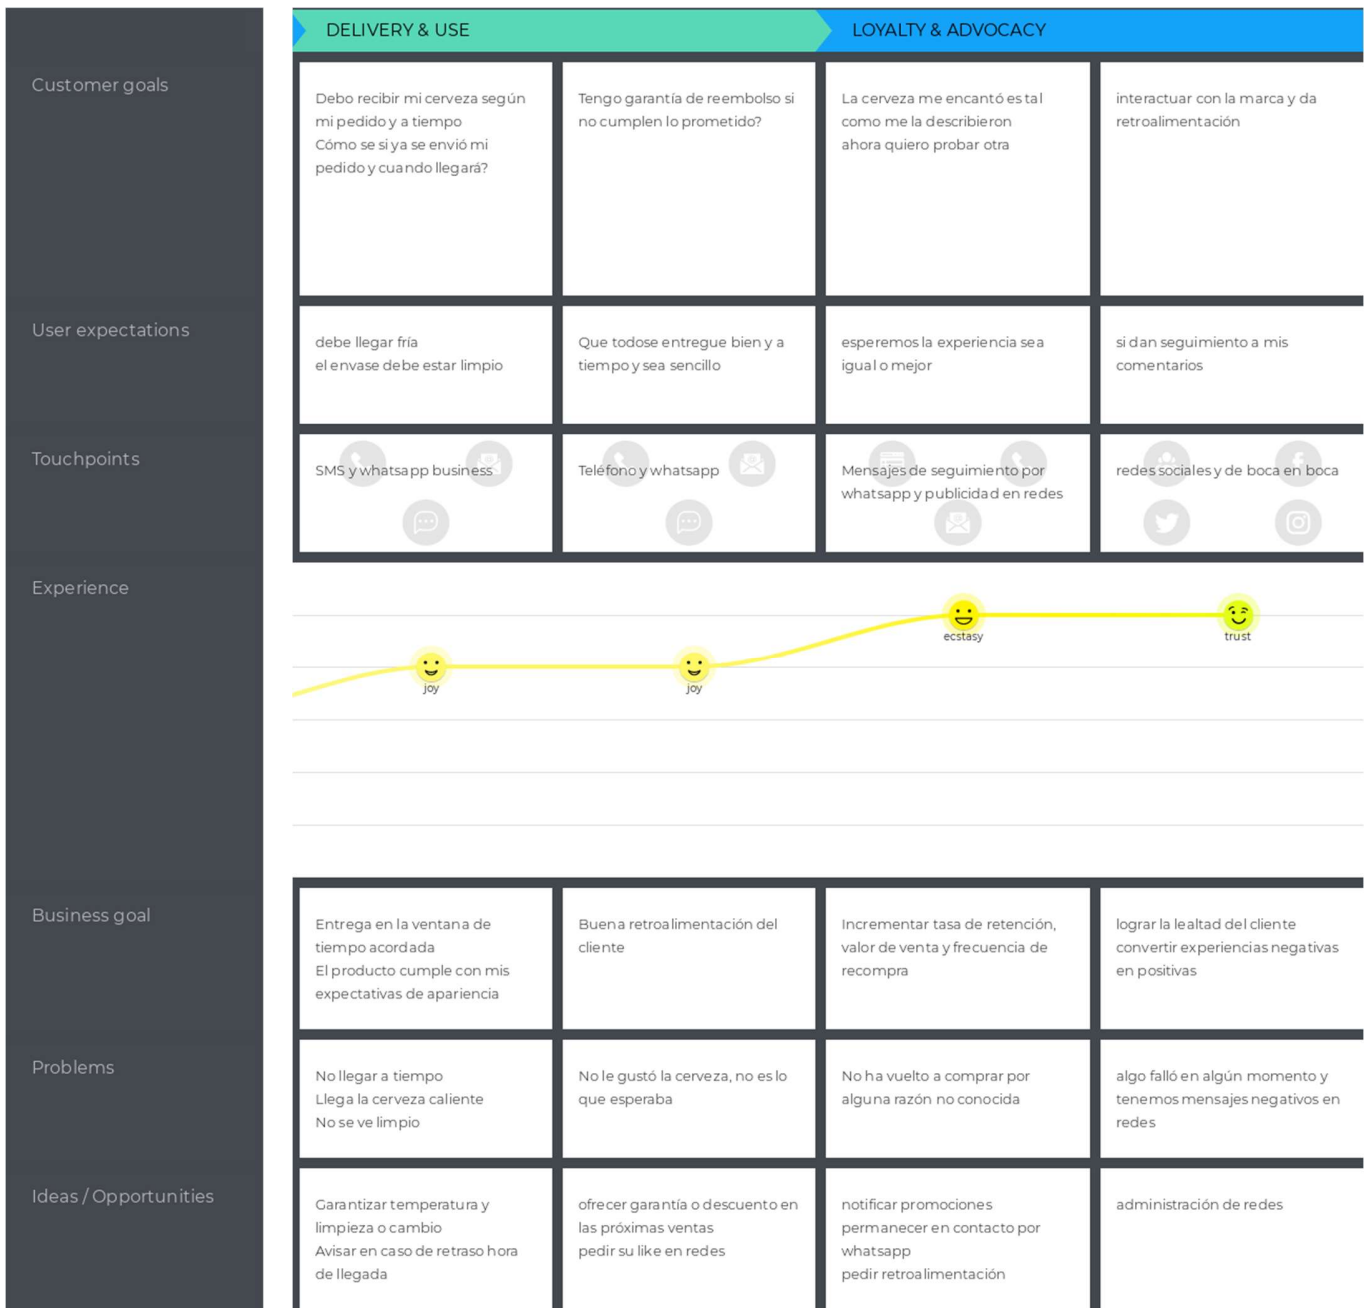 DELIVERY & USE
LOYALTY & ADVOCACY
Customer goals
Debo recibir mi cerveza según
mi pedido y a tiempo
Cómo se si ya se envió mi
pedido y cuando llegará?
Tengo garantía de reembolso si
no cumplen lo prometido?
La cerveza me encantó es tal
como me la describieron
ahora quiero probar otra
interactuar con la marca y da
retroalimentación
User expectations
debe llegar fría
el envase debe estar limpio
Que todose entregue bien y a
tiempo y sea sencillo
esperemos la experiencia sea
igual o mejor
si dan seguimiento a mis
comentarios
Touchpoints
SMS y whatsapp business
Teléfono y whatsapp
Mensajes de seguimiento por
whatsapp y publicidad en redes
redes sociales y de boca en boca
Experience
joy
joy
ecstasy
trust
Business goal
Entrega en la ventana de
tiempo acordada
El producto cumple con mis
expectativas de apariencia
Buena retroalimentación del
cliente
Incrementar tasa de retención,
valor de venta y frecuencia de
recompra
lograr la lealtad del cliente
convertir experiencias negativas
en positivas
Problems
No llegar a tiempo
Llega la cerveza caliente
No se ve limpio
No le gustó la cerveza, no es lo
que esperaba
No ha vuelto a comprar por
alguna razón no conocida
algo falló en algún momento y
tenemos mensajes negativos en
redes
Ideas / Opportunities
Garantizar temperatura y
limpieza o cambio
Avisar en caso de retraso hora
de llegada
ofrecer garantía o descuento en
las próximas ventas
pedir su like en redes
notificar promociones
permanecer en contacto por
whatsapp
pedir retroalimentación
administración de redes